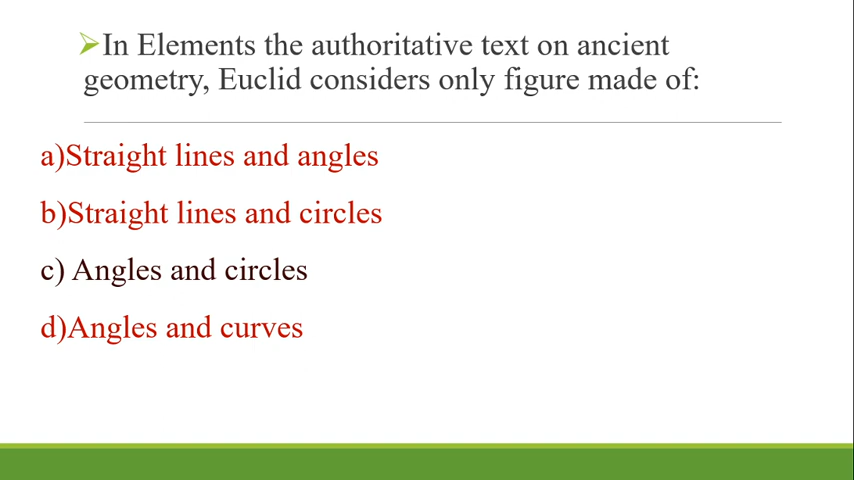 ➢In Elements the authoritative text on ancient
geometry, Euclid considers only figure made of:
a)Straight lines and angles
b)Straight lines and circles
c) Angles and circles
d)Angles and curves